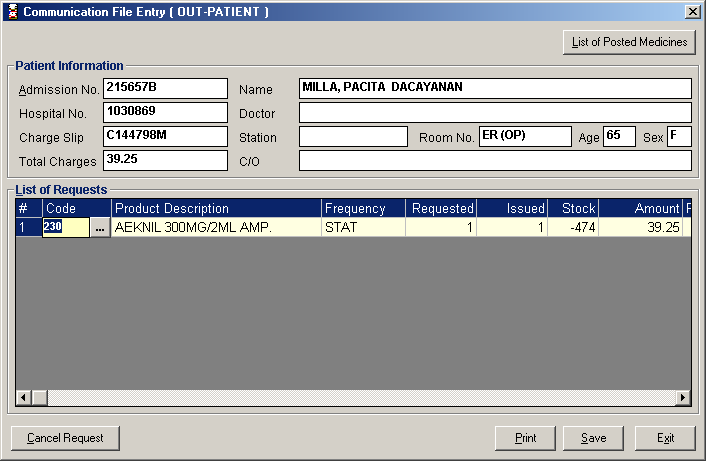 Communication File Entry ( OUT-PATIENT )
List of Posted Medicines
Patient Information
Admission No. 215657B Name MILLA, PACITA DACAYANAN
Hospital No. 1030869 Doctor
Charge Slip C144798M Station Room No. ER (OP) Age 65 Sex F
Total Charges 39.25 C/O
List of Requests
# Code Product Description Frequency Requested Issued Stock Amount
1 230 ... AEKNIL 300MG/2ML AMP. STAT 1 1 -474 39.25
Cancel Request Print Save Exit